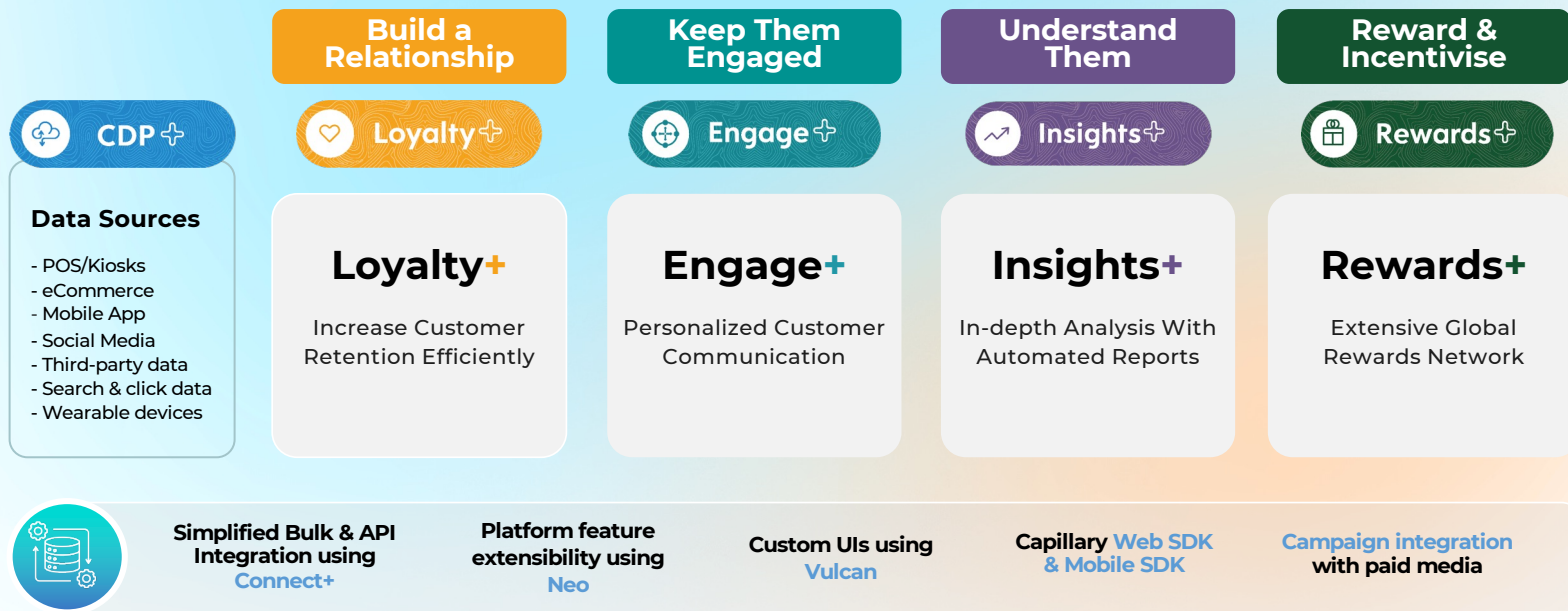 Build a
Relationship
Keep Them
Engaged
Understand
Them
Reward &
Incentivise
CDP+
Loyalty+
Engage+
Insights+
Rewards+
Data Sources
- POS/Kiosks
- eCommerce
- Mobile App
- Social Media
- Third-party data
- Search & click data
- Wearable devices
Loyalty+
Increase Customer
Retention Efficiently
Engage+
Personalized Customer
Communication
Insights+
In-depth Analysis With
Automated Reports
Rewards+
Extensive Global
Rewards Network
Simplified Bulk & API
Integration using
Connect+
Platform feature
extensibility using
Neo
Custom UIs using
Vulcan
Capillary Web SDK
& Mobile SDK
Campaign integration
with paid media